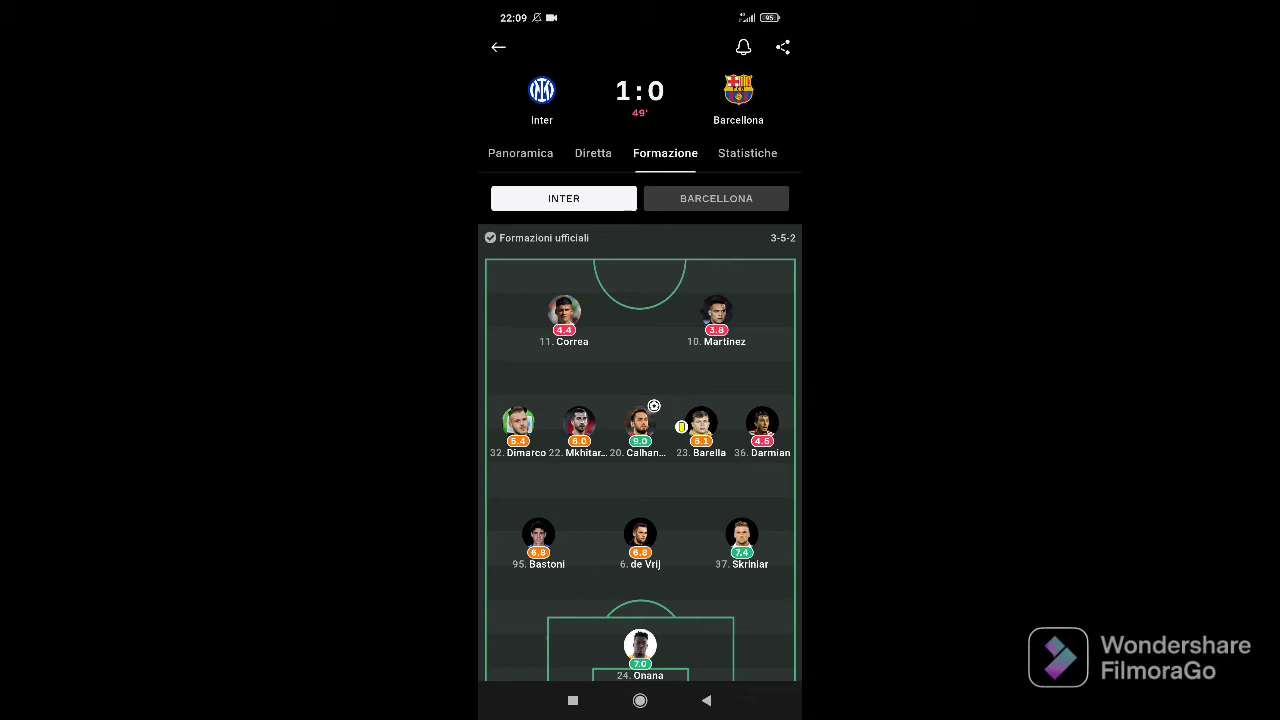 22:09 4G 95
1:0
49'
Inter Barcellona
Panoramica Diretta Formazione Statistiche
INTER BARCELLONA
Formazioni ufficiali 3-5-2
4.4 3.8
11. Correa 10. Martinez
5.4 6.0 9.0 6.1 4.6
32. Dimarco 22. Mkhitar... 20. Calhan... 23. Barella 36. Darmian
6.8 6.8 7.4
95. Bastoni 6. de Vrij 37. Skriniar
7.0
24. Onana
Wondershare
FilmoraGo